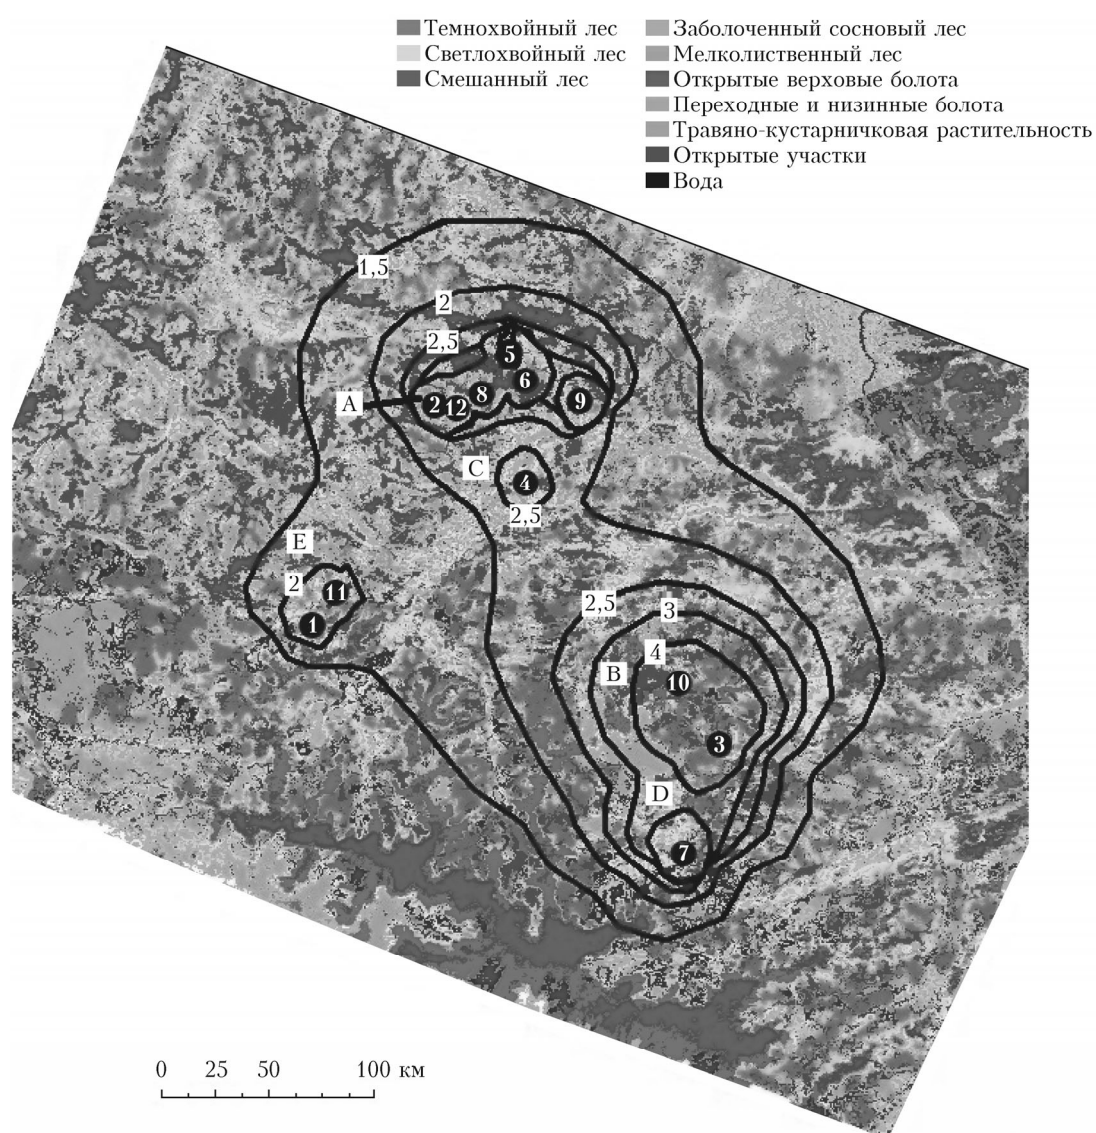 Темнохвойный лес
Светлохвойный лес
Смешанный лес
Заболоченный сосновый лес
Мелколиственный лес
Открытые верховые болота
Переходные и низинные болота
Травяно-кустарничковая растительность
Открытые участки
Вода
1,5
2
2,5
5
6
8
9
A
2
12
C
4
2,5
E
2
11
1
2,5
3
4
B
10
3
D
7
0 25 50 100 км